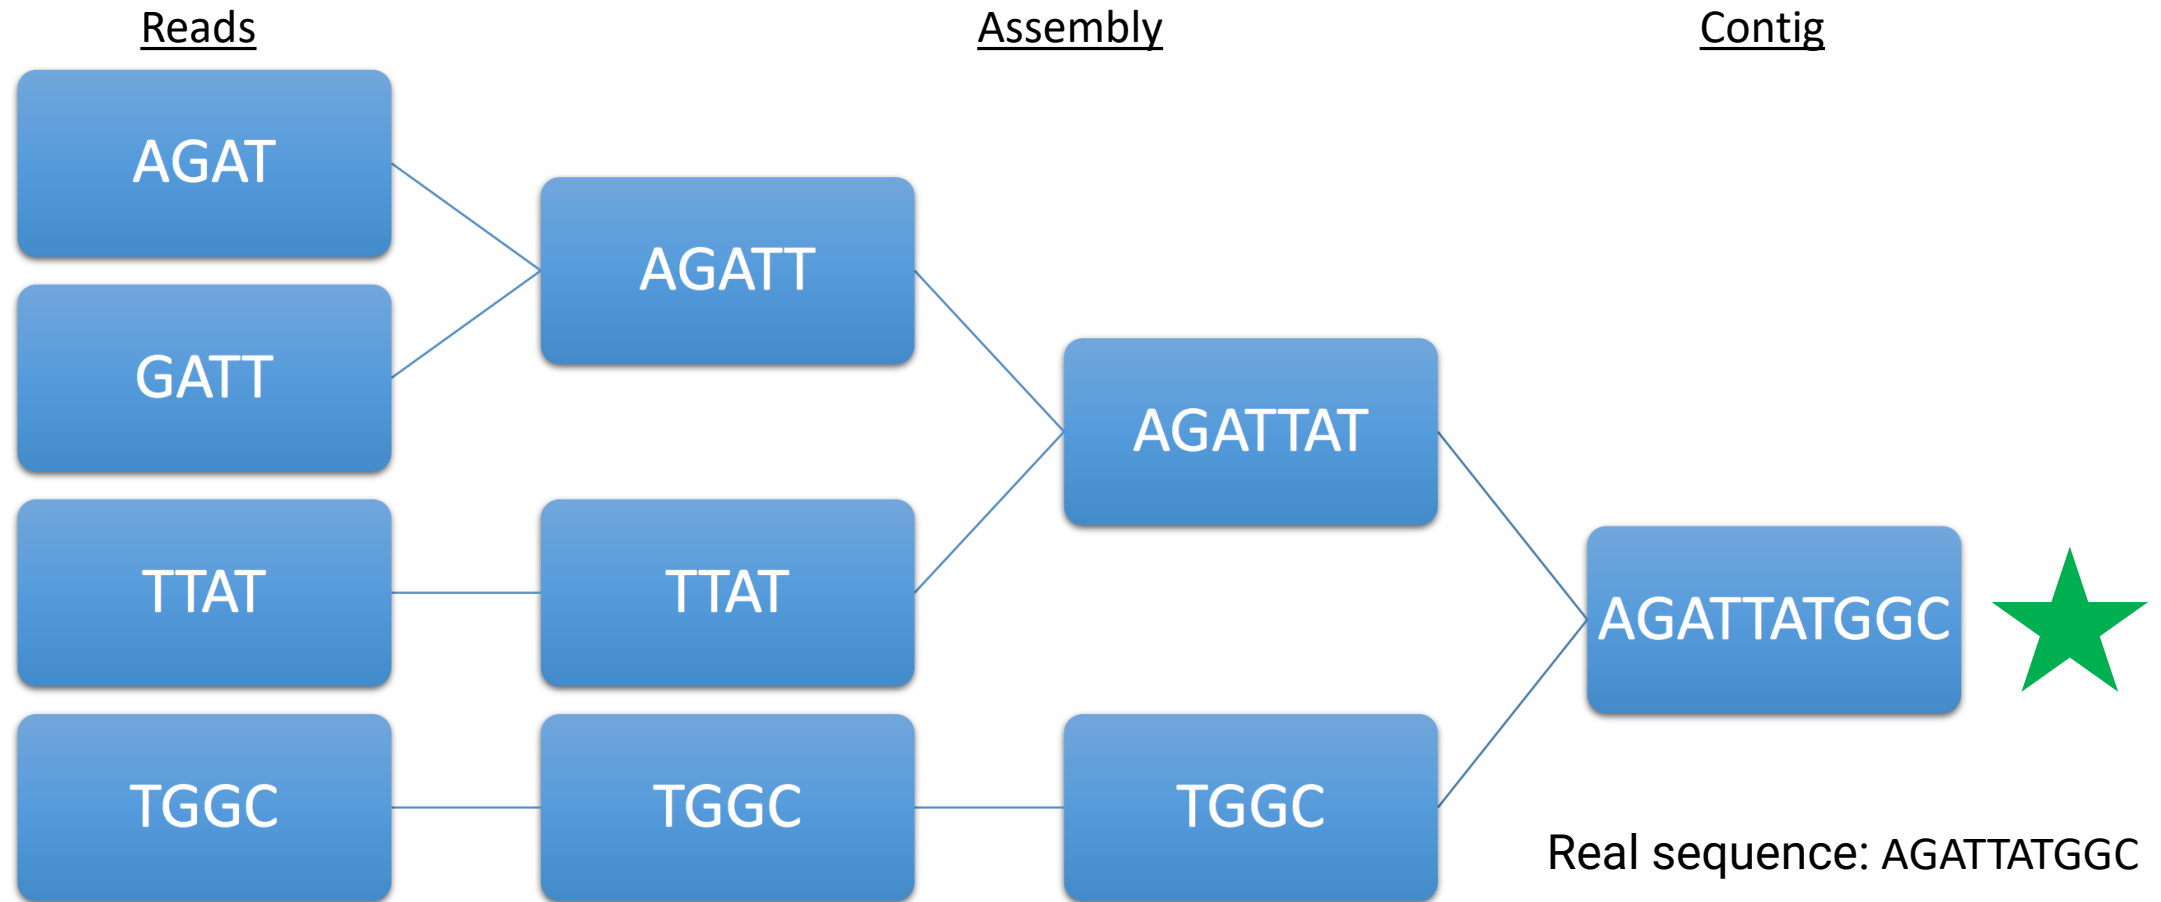 Reads
Assembly
Contig
AGAT
GATT
TTAT
TGGC
AGATT
TTAT
TGGC
AGATTAT
TGGC
AGATTATGGC
Real sequence: AGATTATGGC